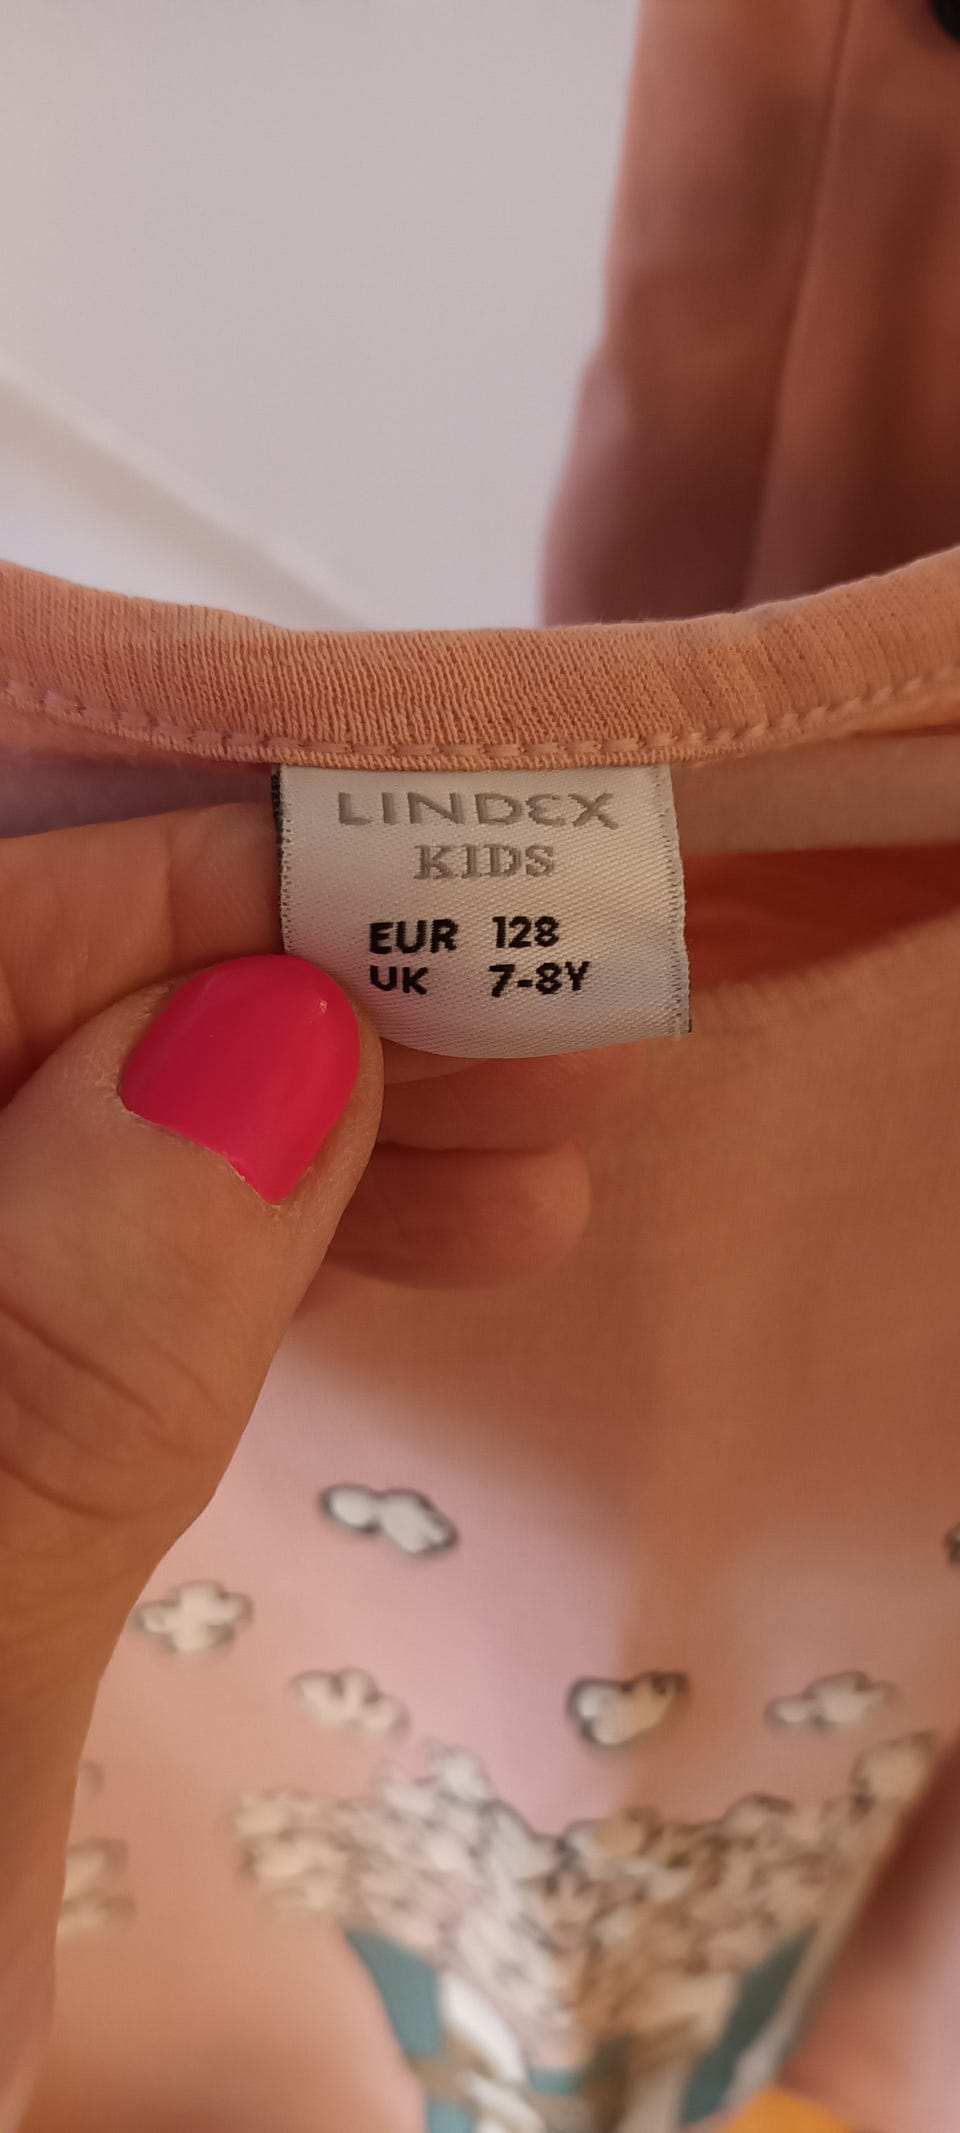 LINDEX
KIDS
EUR 128
UK 7-8Y